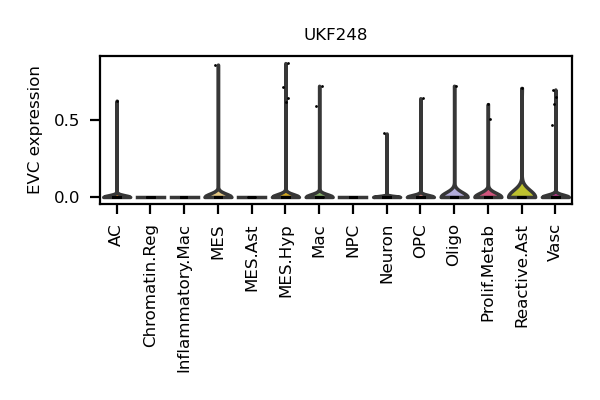 UKF248
EVC expression
0.5
0.0
AC
Chromatin.Reg
Inflammatory.Mac
MES
MES.Ast
MES.Hyp
Mac
NPC
Neuron
OPC
Oligo
Prolif.Metab
Reactive.Ast
Vasc